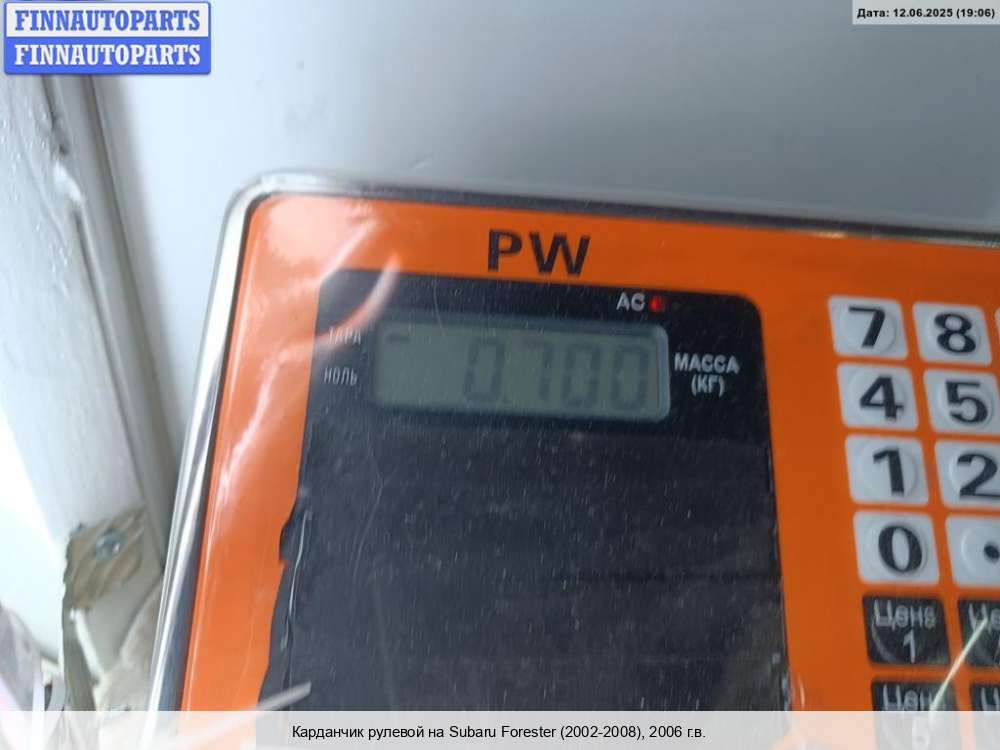 FINNAUTOPARTS
FINNAUTOPARTS
Дата: 12.06.2025 (19:06)
PW
AC
ТАРА
НОЛЬ
0.700
МАССА
(КГ)
7 8
4 5
1 2
0 .
Цена
1
Карданчик рулевой на Subaru Forester (2002-2008), 2006 г.в.